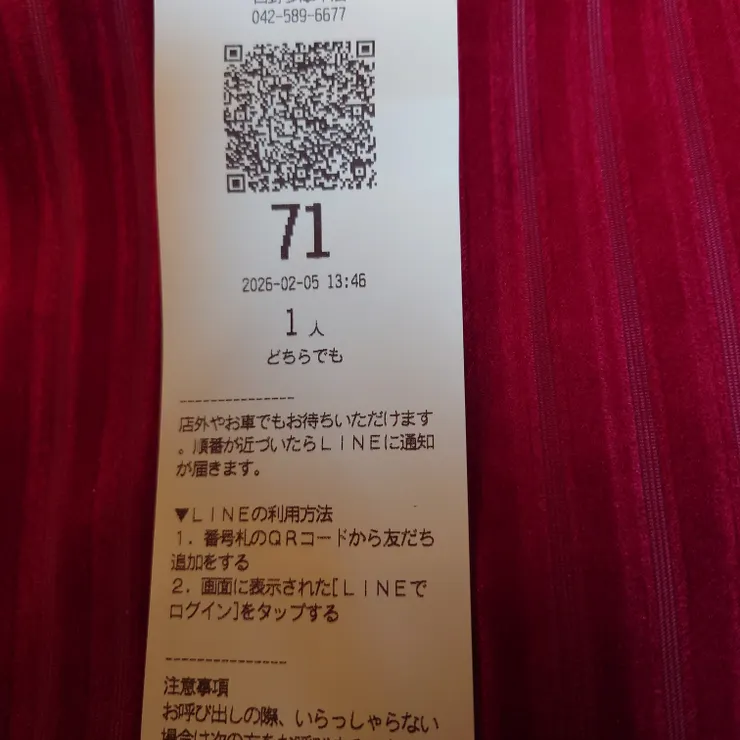 042-589-6677
71
2026-02-05 13:46
1 人
どちらでも
---------------
店外やお車でもお待ちいただけます
。順番が近づいたらLINEに通知
が届きます。
▼LINEの利用方法
1. 番号札のQRコードから友だち
追加をする
2. 画面に表示された[LINEで
ログイン]をタップする
---------------
注意事項
お呼び出しの際、いらっしゃらない